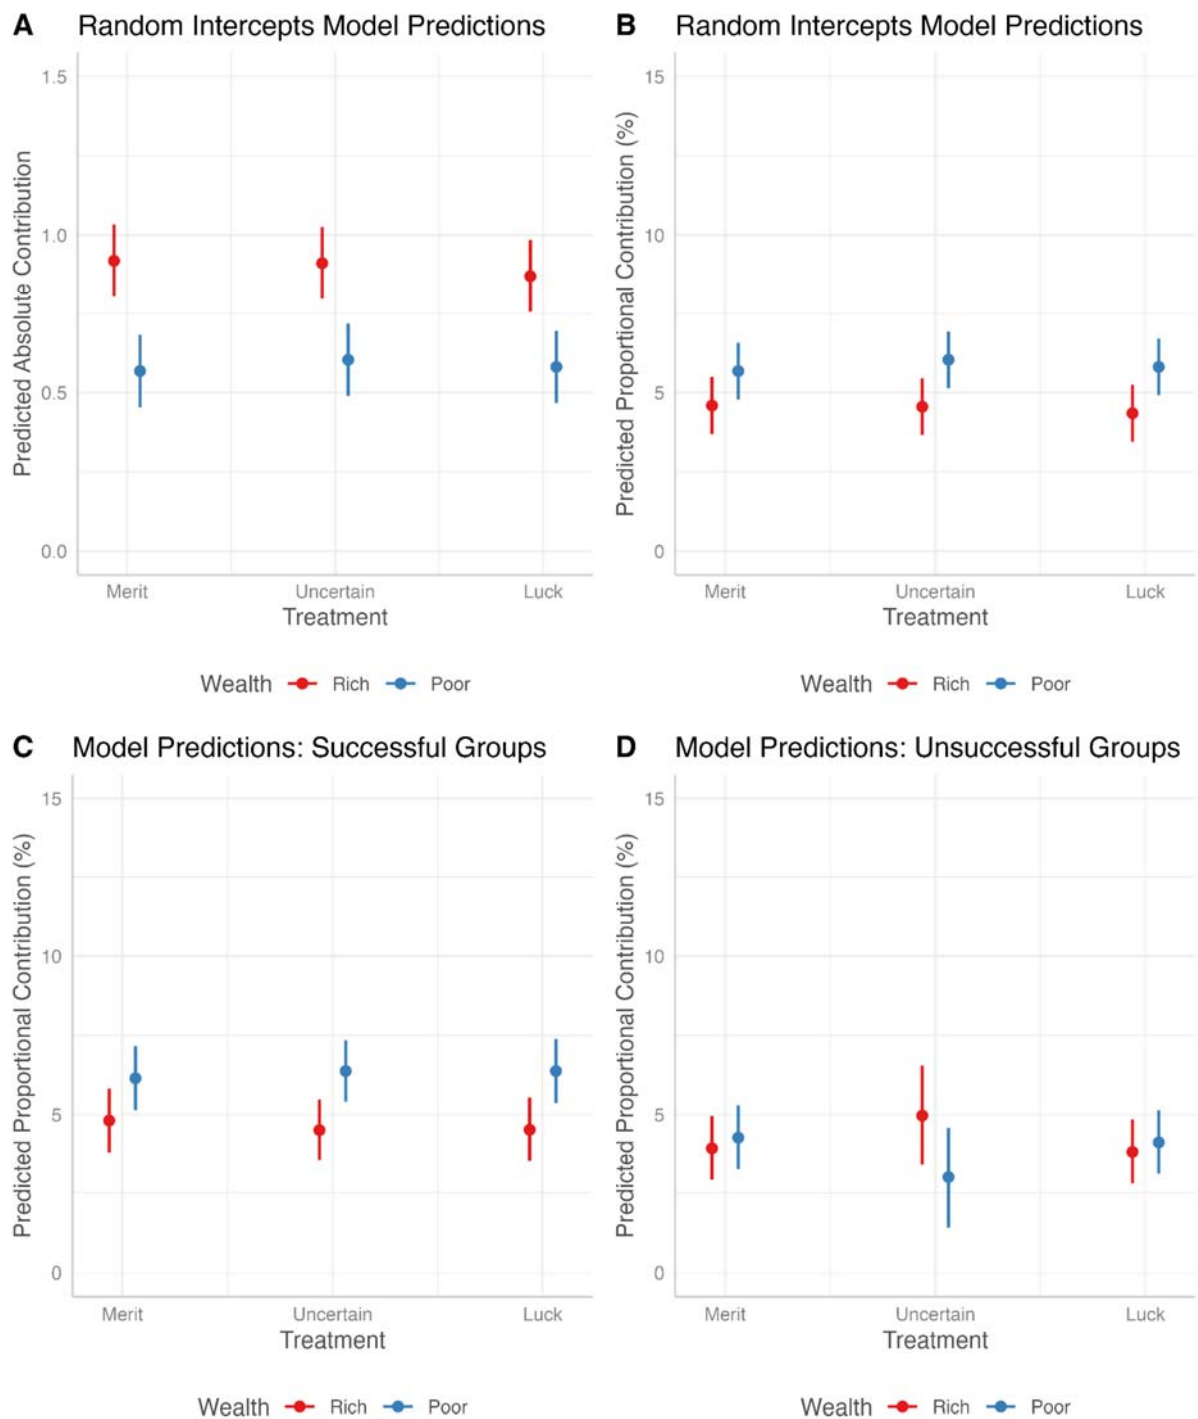 A Random Intercepts Model Predictions
Predicted Absolute Contribution
1.5
1.0
0.5
0.0
Merit Uncertain Luck
Treatment
Wealth Rich Poor
B Random Intercepts Model Predictions
Predicted Proportional Contribution (%)
15
10
5
0
Merit Uncertain Luck
Treatment
Wealth Rich Poor
C Model Predictions: Successful Groups
Predicted Proportional Contribution (%)
15
10
5
0
Merit Uncertain Luck
Treatment
Wealth Rich Poor
D Model Predictions: Unsuccessful Groups
Predicted Proportional Contribution (%)
15
10
5
0
Merit Uncertain Luck
Treatment
Wealth Rich Poor